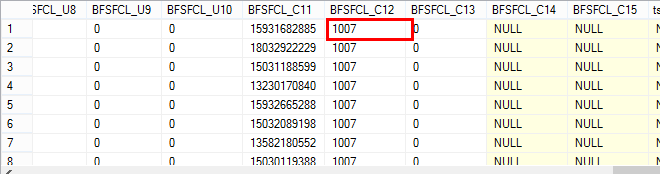 SFCL_U8 BFSFCL_U9 BFSFCL_U10 BFSFCL_C11 BFSFCL_C12 BFSFCL_C13 BFSFCL_C14 BFSFCL_C15 ts
1 0 0 15931682885 1007 0 NULL NULL N
2 0 0 18032922229 1007 0 NULL NULL N
3 0 0 15031188599 1007 0 NULL NULL N
4 0 0 13230170840 1007 0 NULL NULL N
5 0 0 15932665288 1007 0 NULL NULL N
6 0 0 15032089198 1007 0 NULL NULL N
7 0 0 13582180552 1007 0 NULL NULL N
8 0 0 15030119388 1007 0 NULL NULL N